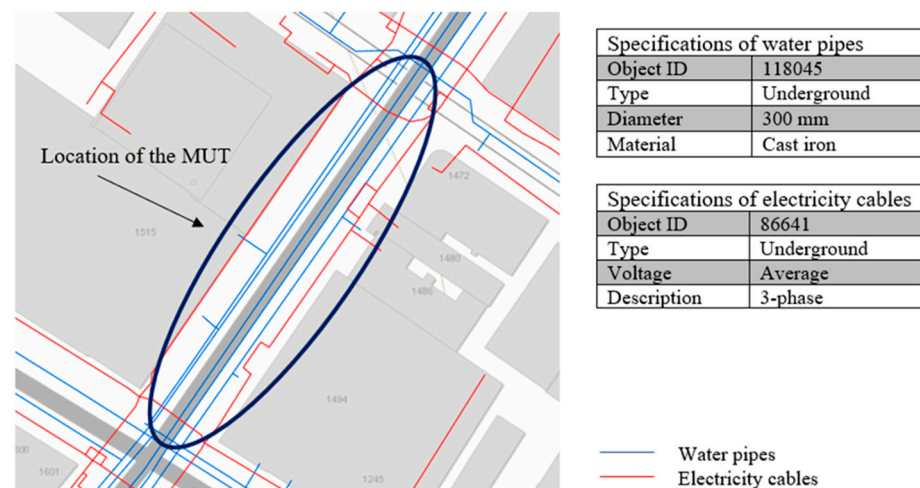 Location of the MUT
1515
1472
1480
1486
1494
1245
1601
500
Specifications of water pipes
Object ID 118045
Type Underground
Diameter 300 mm
Material Cast iron
Specifications of electricity cables
Object ID 86641
Type Underground
Voltage Average
Description 3-phase
Water pipes
Electricity cables